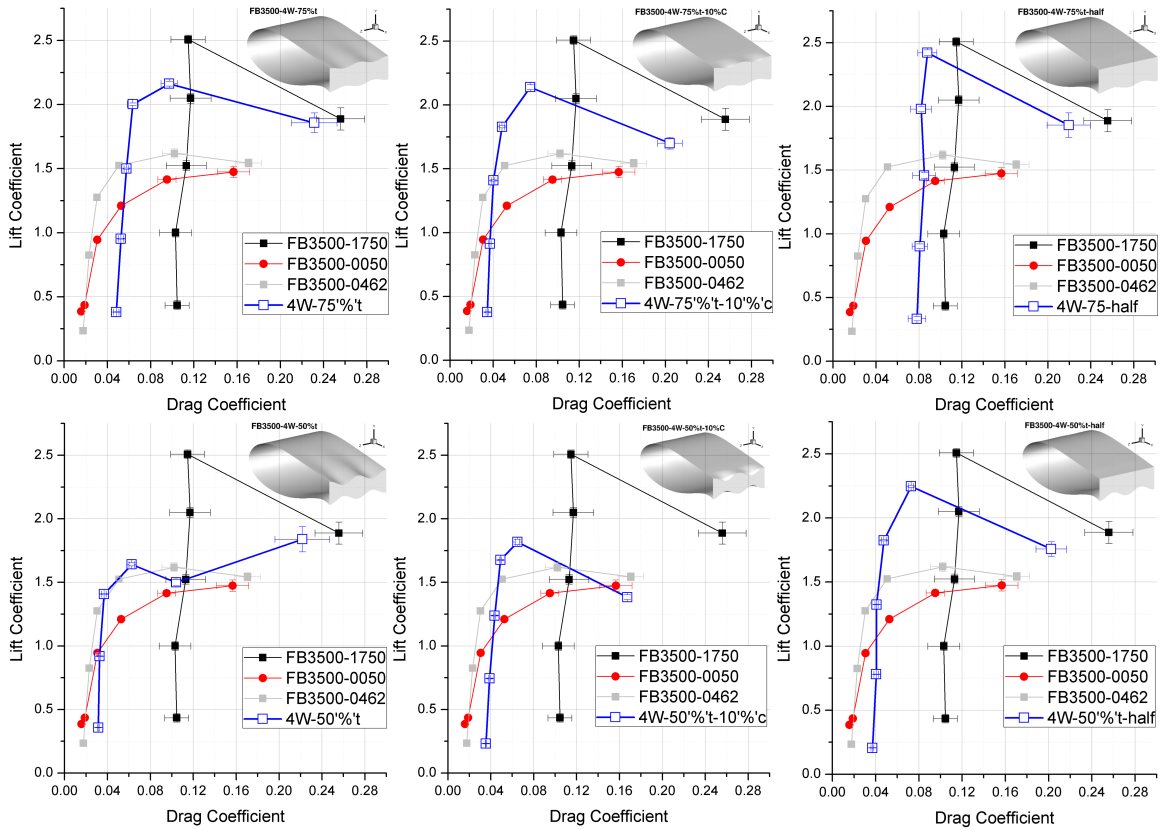 FB3500-4W-75%t
Y
Z
X
2.5
2.0
1.5
1.0
0.5
0.0
Lift Coefficient
FB3500-1750
FB3500-0050
FB3500-0462
4W-75'%'t
0.00 0.04 0.08 0.12 0.16 0.20 0.24 0.28
Drag Coefficient
FB3500-4W-75%t-10%C
Y
Z
X
2.5
2.0
1.5
1.0
0.5
0.0
Lift Coefficient
FB3500-1750
FB3500-0050
FB3500-0462
4W-75'%'t-10'%'c
0.00 0.04 0.08 0.12 0.16 0.20 0.24 0.28
Drag Coefficient
FB3500-4W-75%t-half
Y
Z
X
2.5
2.0
1.5
1.0
0.5
0.0
Lift Coefficient
FB3500-1750
FB3500-0050
FB3500-0462
4W-75-half
0.00 0.04 0.08 0.12 0.16 0.20 0.24 0.28
Drag Coefficient
FB3500-4W-50%t
Y
Z
X
2.5
2.0
1.5
1.0
0.5
0.0
Lift Coefficient
FB3500-1750
FB3500-0050
FB3500-0462
4W-50'%'t
0.00 0.04 0.08 0.12 0.16 0.20 0.24 0.28
Drag Coefficient
FB3500-4W-50%t-10%C
Y
Z
X
2.5
2.0
1.5
1.0
0.5
0.0
Lift Coefficient
FB3500-1750
FB3500-0050
FB3500-0462
4W-50'%'t-10'%'c
0.00 0.04 0.08 0.12 0.16 0.20 0.24 0.28
Drag Coefficient
FB3500-4W-50%t-half
Y
Z
X
2.5
2.0
1.5
1.0
0.5
0.0
Lift Coefficient
FB3500-1750
FB3500-0050
FB3500-0462
4W-50'%'t-half
0.00 0.04 0.08 0.12 0.16 0.20 0.24 0.28
Drag Coefficient